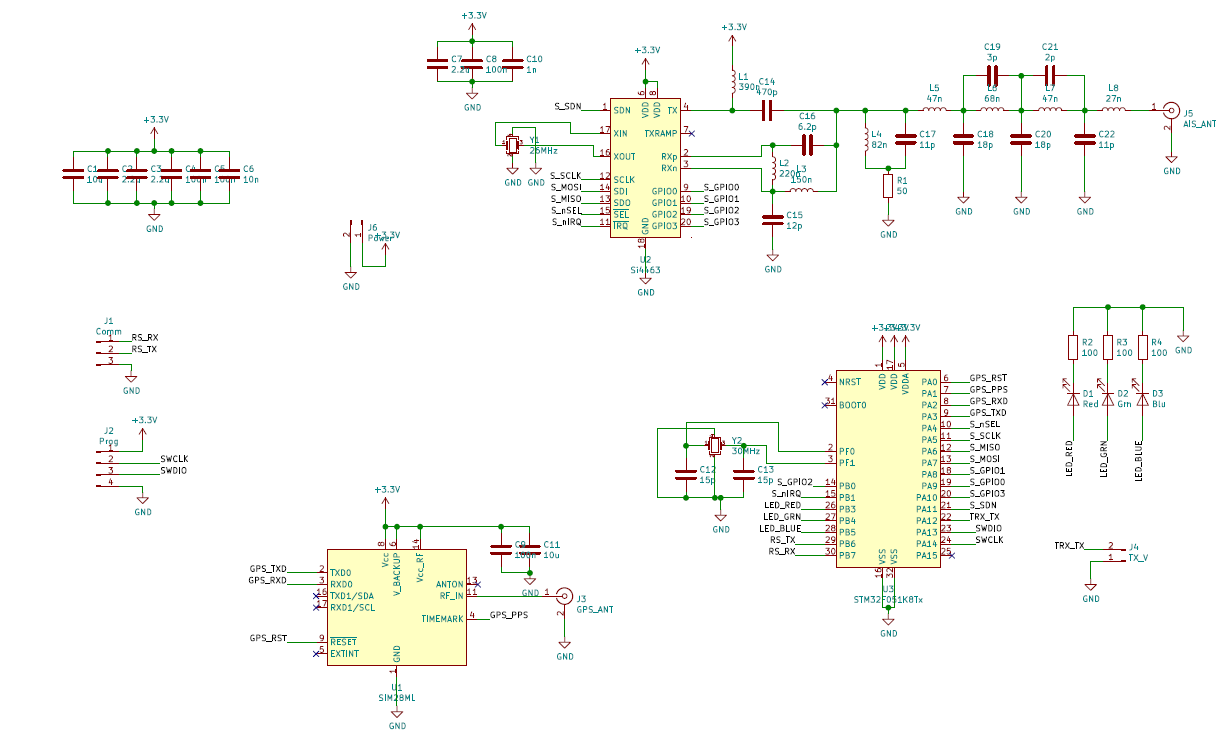 +3.3V
C7
2.2u
C8
100n
C10
1n
GND
+3.3V
+3.3V
L1
390n
C14
470p
S_SDN
1
SDN
6
VDD
8
VDD
TX
4
17
XIN
TXRAMP
7
16
XOUT
RXp
2
RXn
3
12
SCLK
S_SCLK
14
SDI
S_MOSI
13
SDO
S_MISO
15
SEL
S_nSEL
11
IRQ
S_nIRQ
GPIO0
9
S_GPIO0
GPIO1
10
S_GPIO1
GPIO2
19
S_GPIO2
GPIO3
20
S_GPIO3
GND
18
U2
Si4463
GND
Y1
26MHz
GND
GND
C16
6.2p
L2
220n
L3
C15
12p
GND
L4
82n
C17
11p
R1
50
GND
L5
47n
C19
3p
L6
68n
C18
18p
GND
C21
2p
L7
47n
C20
18p
GND
C22
11p
GND
L8
27n
1
2
J5
AIS_ANT
GND
+3.3V
C1
C2
2.2u
C3
2.2u
C4
C5
C6
10n
GND
J6
Power
2
1
+3.3V
GND
J1
Comm
1
RS_RX
2
RS_TX
3
GND
J2
Prog
+3.3V
1
2
SWCLK
3
SWDIO
4
GND
+3.3V
8
Vcc
6
V_BACKUP
14
Vcc_RF
C9
100n
C11
10u
GND
GPS_TXD
2
TXD0
GPS_RXD
3
RXD0
16
TXD1/SDA
17
RXD1/SCL
GPS_RST
9
RESET
5
EXTINT
ANTON
13
RF_IN
11
TIMEMARK
4
GPS_PPS
GND
1
U1
SIM28ML
GND
1
2
J3
GPS_ANT
GND
+3.3V
+3.3V
+3.3V
1
VDD
17
VDD
5
VDDA
4
NRST
31
BOOT0
2
PF0
3
PF1
S_GPIO2
14
PB0
S_nIRQ
15
PB1
LED_RED
26
PB3
LED_GRN
27
PB4
LED_BLUE
28
PB5
RS_TX
29
PB6
RS_RX
30
PB7
PA0
6
GPS_RST
PA1
7
GPS_PPS
PA2
8
GPS_RXD
PA3
9
GPS_TXD
PA4
10
S_nSEL
PA5
11
S_SCLK
PA6
12
S_MISO
PA7
13
S_MOSI
PA8
18
S_GPIO1
PA9
19
S_GPIO0
PA10
20
S_GPIO3
PA11
21
S_SDN
PA12
22
TRX_TX
PA13
23
SWDIO
PA14
24
SWCLK
PA15
25
VSS
16
VSS
32
U3
STM32F051K8Tx
GND
Y2
30MHz
C12
15p
C13
15p
GND
R2
100
R3
100
R4
100
GND
D1
Red
D2
Grn
D3
Blu
LED_RED
LED_GRN
LED_BLUE
TRX_TX
2
1
J4
TX_V
GND